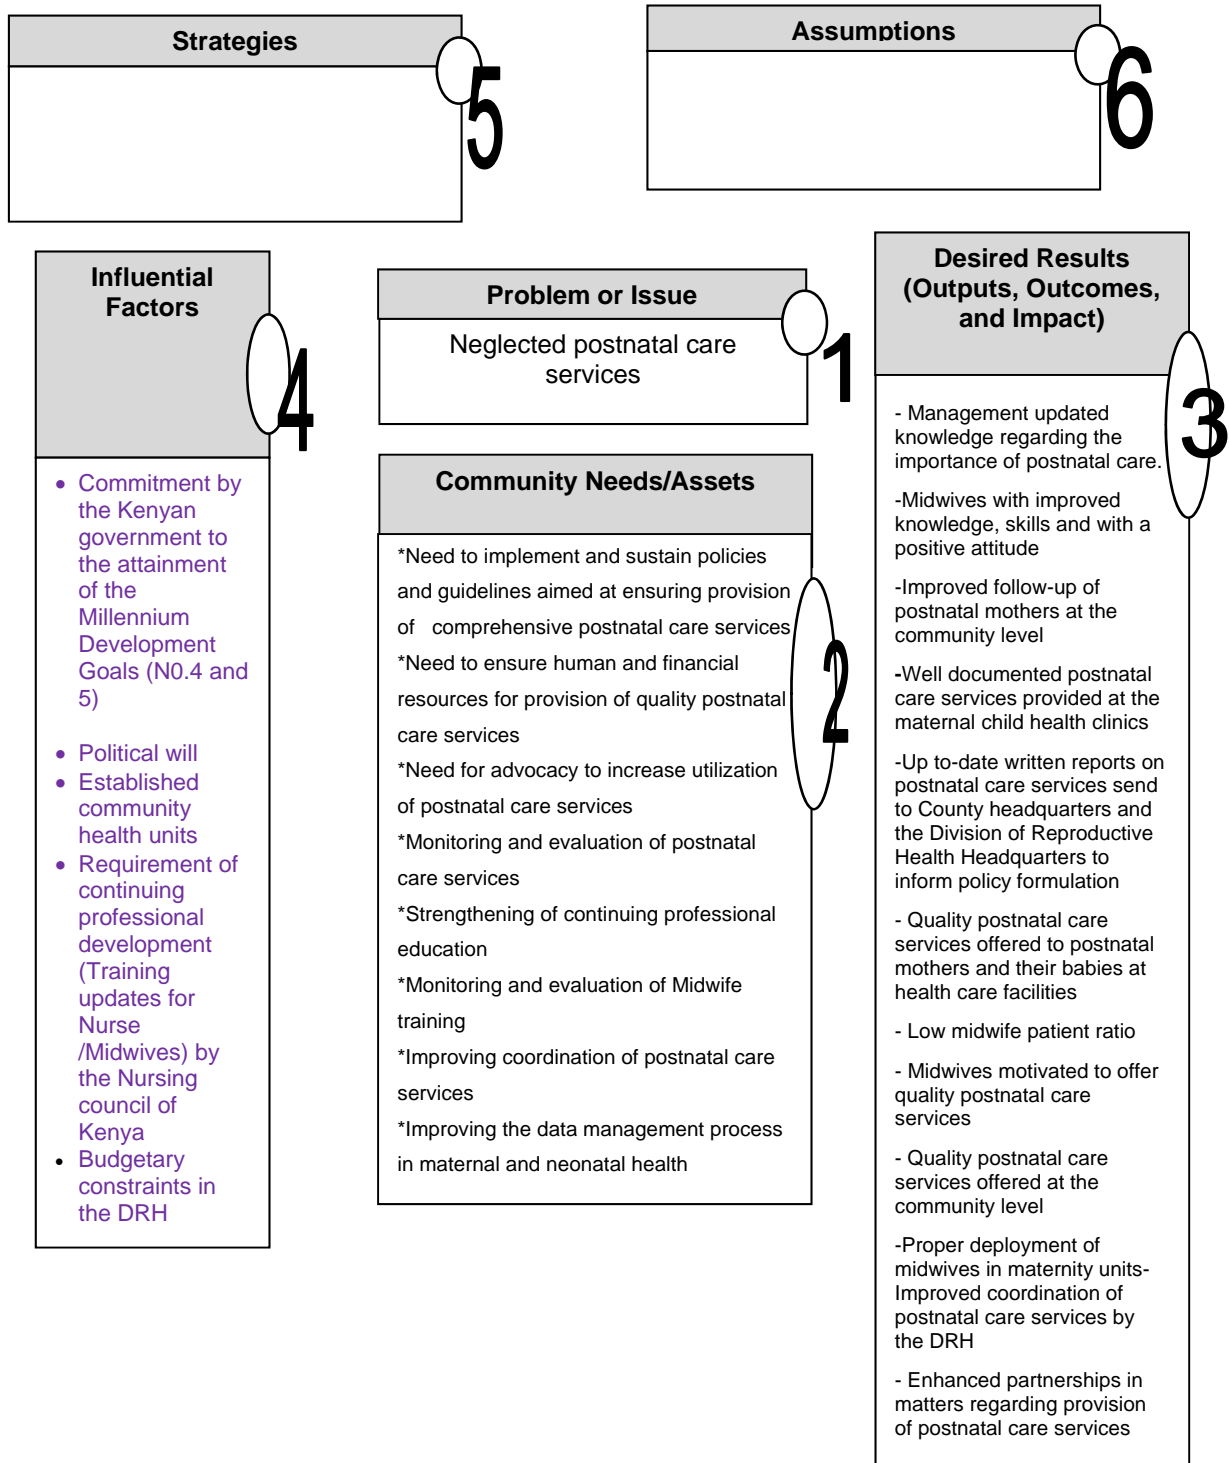 Strategies
5
Assumptions
6
Influential
Factors
4
• Commitment by
the Kenyan
government to
the attainment
of the
Millennium
Development
Goals (N0.4 and
5)
• Political will
• Established
community
health units
• Requirement of
continuing
professional
development
(Training
updates for
Nurse
/Midwives) by
the Nursing
council of
Kenya
• Budgetary
constraints in
the DRH
Problem or Issue
1
Neglected postnatal care
services
Community Needs/Assets
2
*Need to implement and sustain policies
and guidelines aimed at ensuring provision
of comprehensive postnatal care services
*Need to ensure human and financial
resources for provision of quality postnatal
care services
*Need for advocacy to increase utilization
of postnatal care services
*Monitoring and evaluation of postnatal
care services
*Strengthening of continuing professional
education
*Monitoring and evaluation of Midwife
training
*Improving coordination of postnatal care
services
*Improving the data management process
in maternal and neonatal health
Desired Results
(Outputs, Outcomes,
and Impact)
3
- Management updated
knowledge regarding the
importance of postnatal care.
-Midwives with improved
knowledge, skills and with a
positive attitude
-Improved follow-up of
postnatal mothers at the
community level
-Well documented postnatal
care services provided at the
maternal child health clinics
-Up to-date written reports on
postnatal care services send
to County headquarters and
the Division of Reproductive
Health Headquarters to
inform policy formulation
- Quality postnatal care
services offered to postnatal
mothers and their babies at
health care facilities
- Low midwife patient ratio
- Midwives motivated to offer
quality postnatal care
services
- Quality postnatal care
services offered at the
community level
-Proper deployment of
midwives in maternity units-
Improved coordination of
postnatal care services by
the DRH
- Enhanced partnerships in
matters regarding provision
of postnatal care services